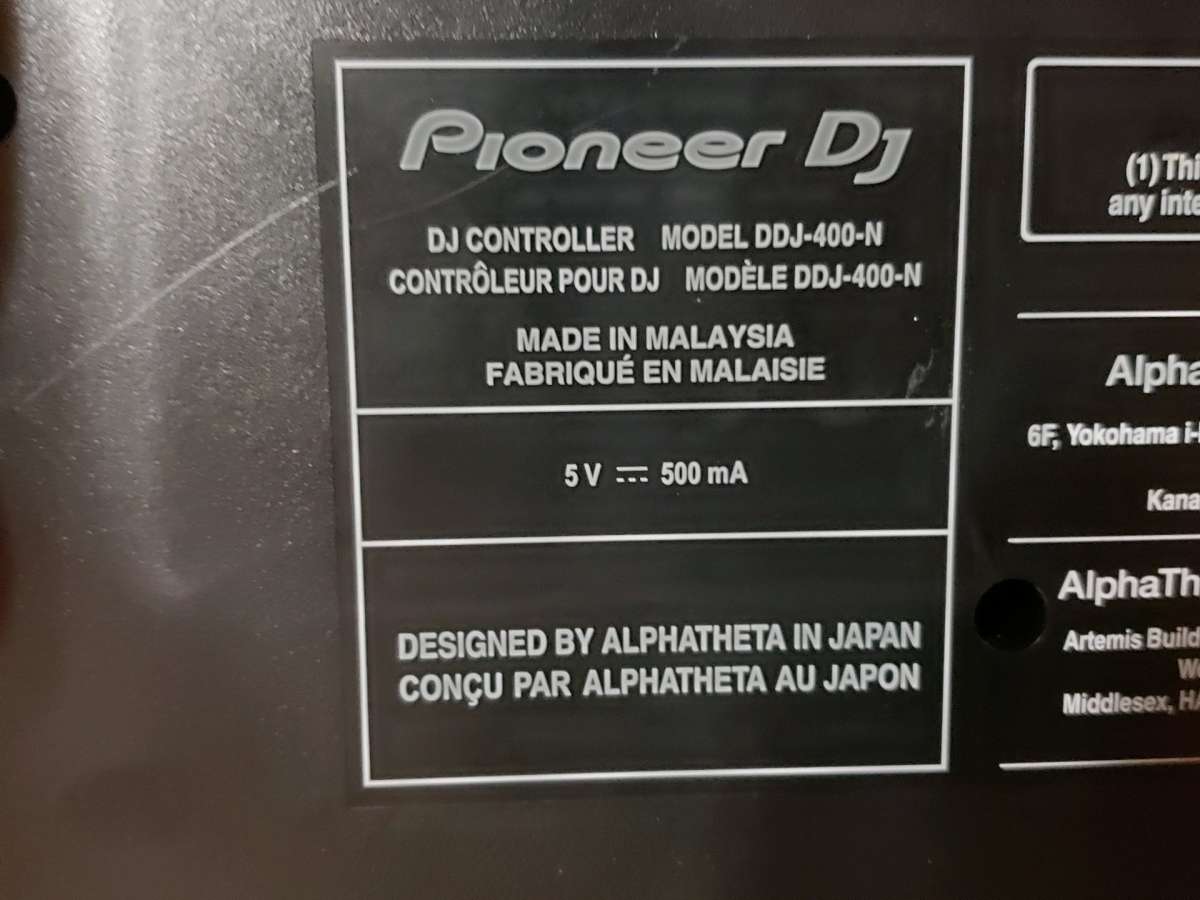 Pioneer DJ
DJ CONTROLLER MODEL DDJ-400-N
CONTRÔLEUR POUR DJ MODÈLE DDJ-400-N
MADE IN MALAYSIA
FABRIQUÉ EN MALAISIE
5 V ⎓ 500 mA
DESIGNED BY ALPHATHETA IN JAPAN
CONÇU PAR ALPHATHETA AU JAPON
(1) Thi
any inte
Alpha
6F, Yokohama i-
Kana
AlphaTh
Artemis Build
Middlesex, HA